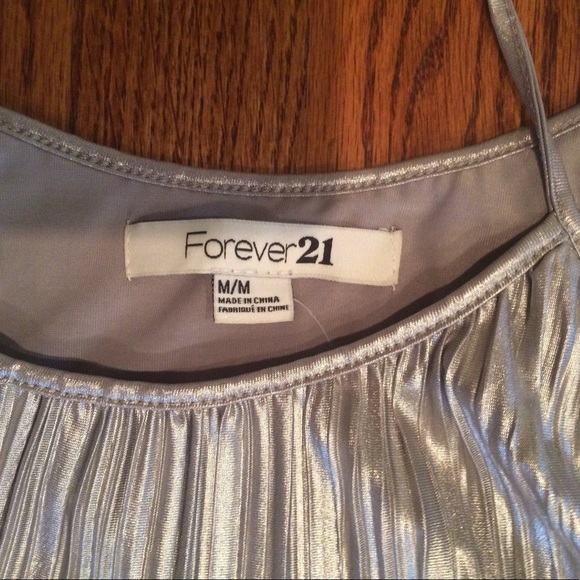 Forever21
M/M
MADE IN CHINA
FABRIQUÉ EN CHINE